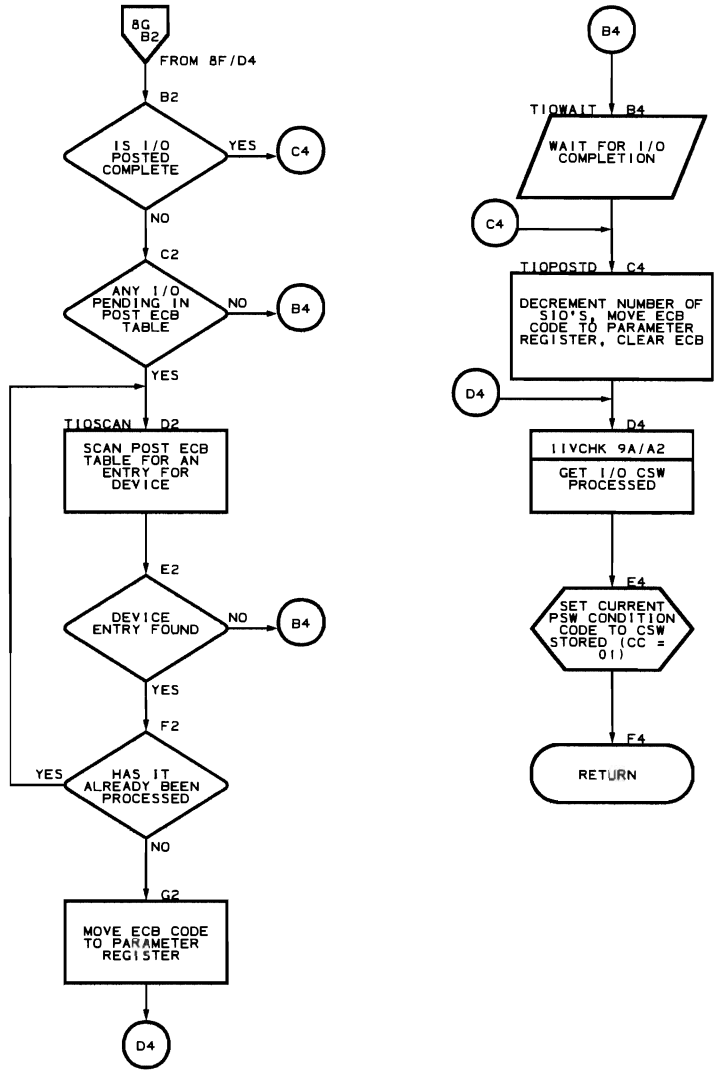 8G
B2
FROM 8F/D4
B2
IS I/O
POSTED
COMPLETE
YES
C4
NO
C2
ANY I/O
PENDING IN
POST ECB
TABLE
NO
B4
YES
TIOSCAN D2
SCAN POST ECB
TABLE FOR AN
ENTRY FOR
DEVICE
E2
DEVICE
ENTRY FOUND
NO
B4
YES
F2
HAS IT
ALREADY BEEN
PROCESSED
YES
NO
G2
MOVE ECB CODE
TO PARAMETER
REGISTER
D4
B4
TIOWAIT B4
WAIT FOR I/O
COMPLETION
C4
TIOPOSTD C4
DECREMENT NUMBER OF
SIO'S, MOVE ECB
CODE TO PARAMETER
REGISTER, CLEAR ECB
D4
D4
IIVCHK 9A/A2
GET I/O CSW
PROCESSED
E4
SET CURRENT
PSW CONDITION
CODE TO CSW
STORED (CC =
01)
F4
RETURN